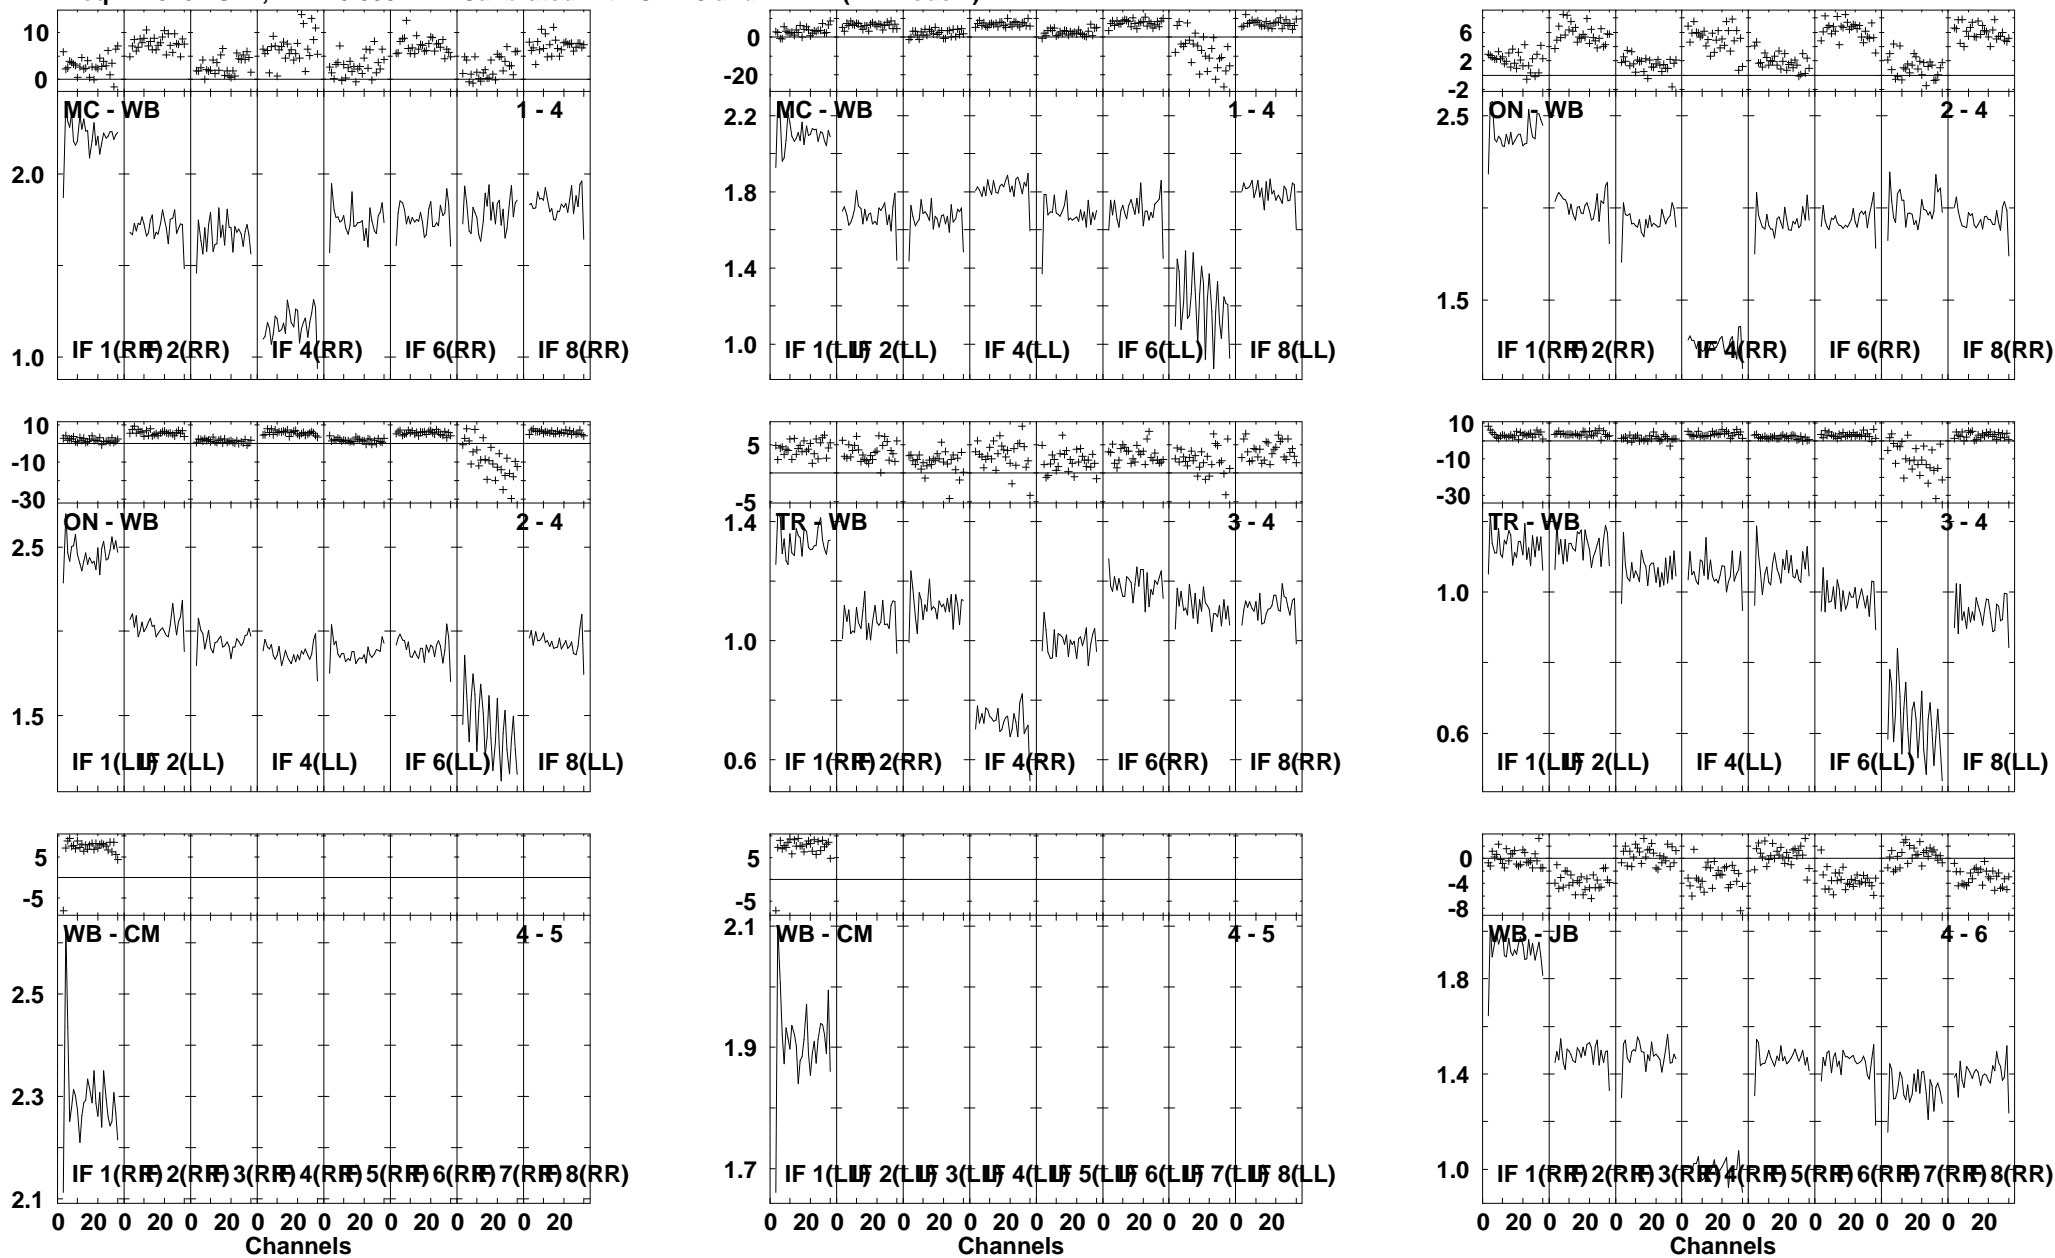 10
0
MC - WB 1 - 4
2.0
1.0
IF 1(RR) IF 2(RR) IF 4(RR) IF 6(RR) IF 8(RR)
0
-20
MC - WB 1 - 4
2.2
1.8
1.4
1.0
IF 1(LL) IF 2(LL) IF 4(LL) IF 6(LL) IF 8(LL)
6
2
-2
ON - WB 2 - 4
2.5
1.5
IF 1(RR) IF 2(RR) IF 4(RR) IF 6(RR) IF 8(RR)
10
-10
-30
ON - WB 2 - 4
2.5
1.5
IF 1(LL) IF 2(LL) IF 4(LL) IF 6(LL) IF 8(LL)
5
-5
TR - WB 3 - 4
1.4
1.0
0.6
IF 1(RR) IF 2(RR) IF 4(RR) IF 6(RR) IF 8(RR)
10
-10
-30
TR - WB 3 - 4
1.0
0.6
IF 1(LL) IF 2(LL) IF 4(LL) IF 6(LL) IF 8(LL)
5
-5
WB - CM 4 - 5
2.5
2.3
2.1
IF 1(RR) IF 2(RR) IF 3(RR) IF 4(RR) IF 5(RR) IF 6(RR) IF 7(RR) IF 8(RR)
0 20 0 20 0 20 0 20 0 20 0 20 0 20 0 20
Channels
5
-5
WB - CM 4 - 5
2.1
1.9
1.7
IF 1(LL) IF 2(LL) IF 3(LL) IF 4(LL) IF 5(LL) IF 6(LL) IF 7(LL) IF 8(LL)
0 20 0 20 0 20 0 20 0 20 0 20 0 20 0 20
Channels
0
-4
-8
WB - JB 4 - 6
1.8
1.4
1.0
IF 1(RR) IF 2(RR) IF 3(RR) IF 4(RR) IF 5(RR) IF 6(RR) IF 7(RR) IF 8(RR)
0 20 0 20 0 20 0 20 0 20 0 20 0 20 0 20
Channels